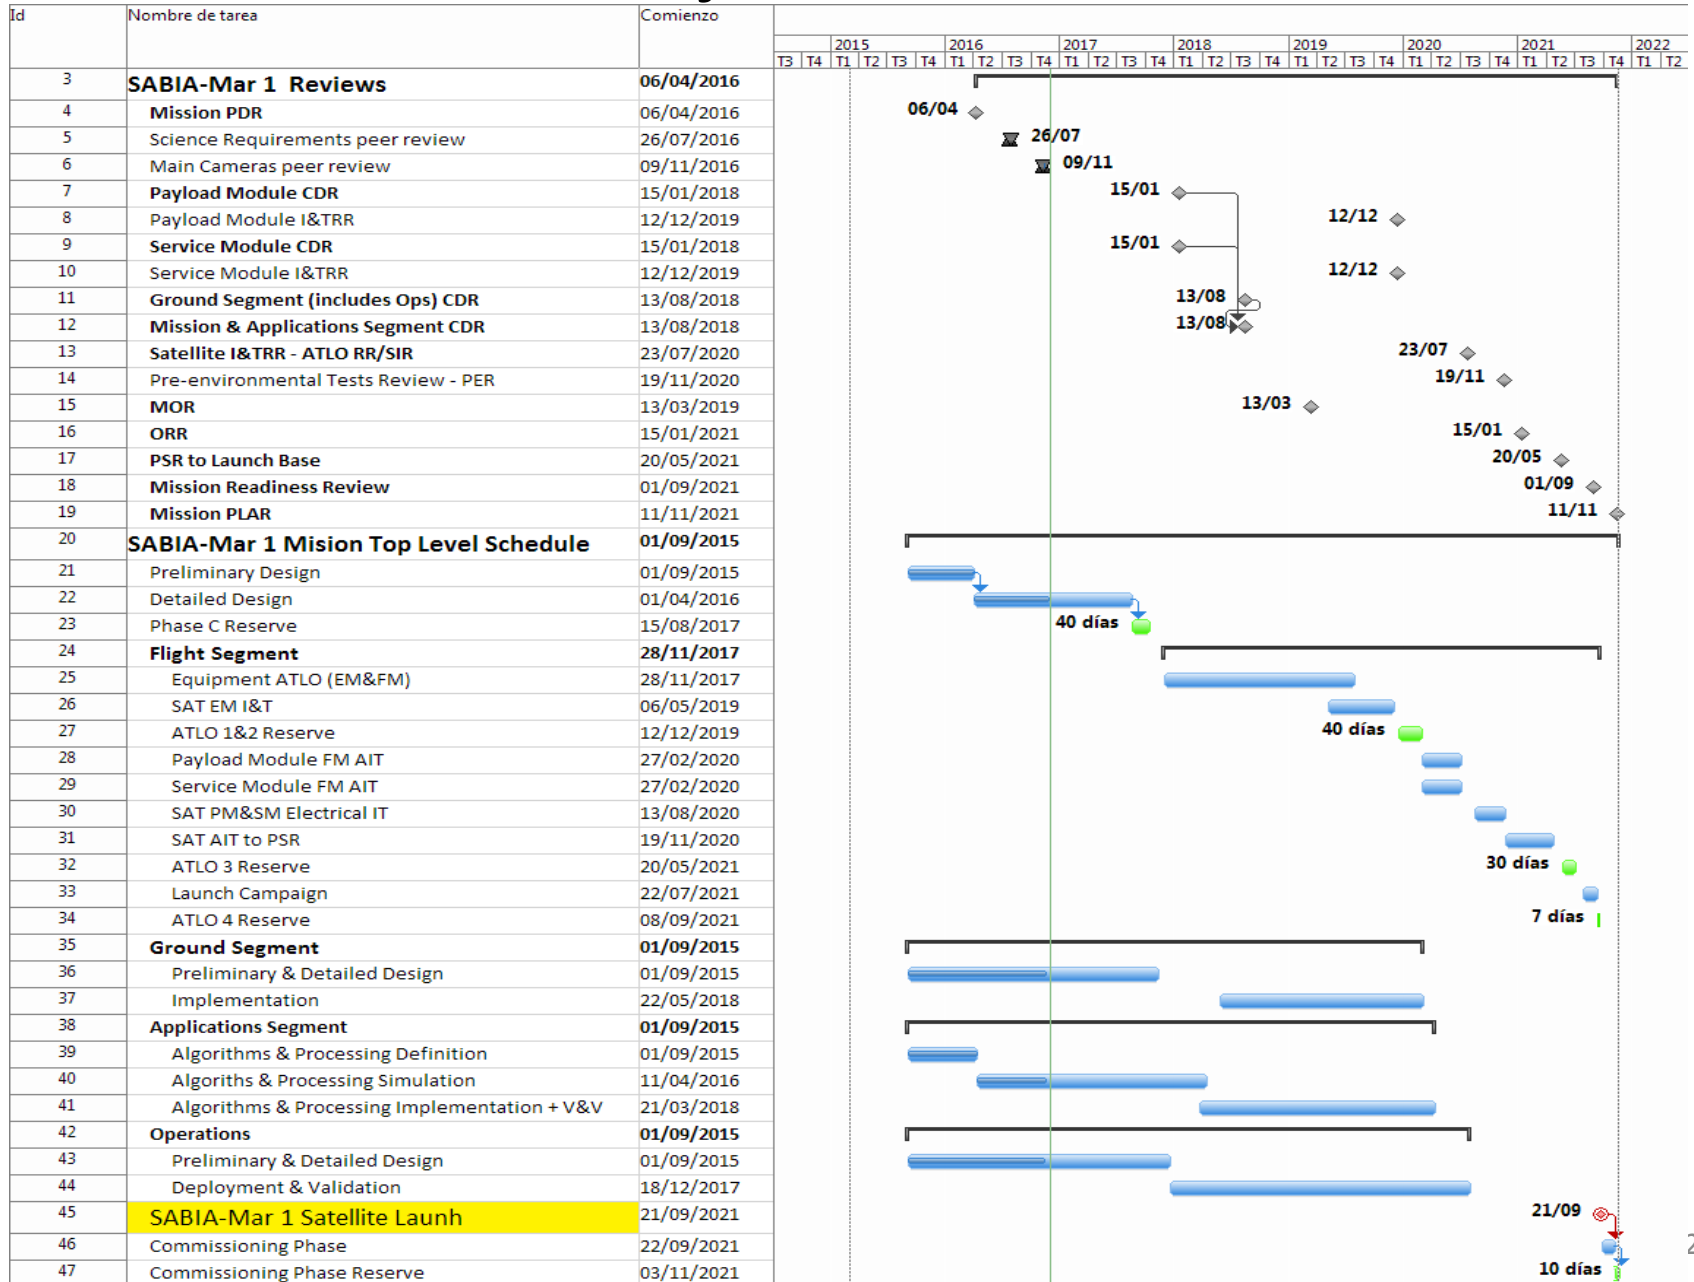 Id Nombre de tarea Comienzo
2015 2016 2017 2018 2019 2020 2021 2022
T3 T4 T1 T2 T3 T4 T1 T2 T3 T4 T1 T2 T3 T4 T1 T2 T3 T4 T1 T2 T3 T4 T1 T2 T3 T4 T1 T2 T3 T4 T1 T2
3 SABIA-Mar 1 Reviews 06/04/2016
4 Mission PDR 06/04/2016 06/04
5 Science Requirements peer review 26/07/2016 26/07
6 Main Cameras peer review 09/11/2016 09/11
7 Payload Module CDR 15/01/2018 15/01
8 Payload Module I&TRR 12/12/2019 12/12
9 Service Module CDR 15/01/2018 15/01
10 Service Module I&TRR 12/12/2019 12/12
11 Ground Segment (includes Ops) CDR 13/08/2018 13/08
12 Mission & Applications Segment CDR 13/08/2018 13/08
13 Satellite I&TRR - ATLO RR/SIR 23/07/2020 23/07
14 Pre-environmental Tests Review - PER 19/11/2020 19/11
15 MOR 13/03/2019 13/03
16 ORR 15/01/2021 15/01
17 PSR to Launch Base 20/05/2021 20/05
18 Mission Readiness Review 01/09/2021 01/09
19 Mission PLAR 11/11/2021 11/11
20 SABIA-Mar 1 Mision Top Level Schedule 01/09/2015
21 Preliminary Design 01/09/2015
22 Detailed Design 01/04/2016
23 Phase C Reserve 15/08/2017 40 días
24 Flight Segment 28/11/2017
25 Equipment ATLO (EM&FM) 28/11/2017
26 SAT EM I&T 06/05/2019
27 ATLO 1&2 Reserve 12/12/2019 40 días
28 Payload Module FM AIT 27/02/2020
29 Service Module FM AIT 27/02/2020
30 SAT PM&SM Electrical IT 13/08/2020
31 SAT AIT to PSR 19/11/2020
32 ATLO 3 Reserve 20/05/2021 30 días
33 Launch Campaign 22/07/2021
34 ATLO 4 Reserve 08/09/2021 7 días
35 Ground Segment 01/09/2015
36 Preliminary & Detailed Design 01/09/2015
37 Implementation 22/05/2018
38 Applications Segment 01/09/2015
39 Algorithms & Processing Definition 01/09/2015
40 Algoriths & Processing Simulation 11/04/2016
41 Algorithms & Processing Implementation + V&V 21/03/2018
42 Operations 01/09/2015
43 Preliminary & Detailed Design 01/09/2015
44 Deployment & Validation 18/12/2017
45 SABIA-Mar 1 Satellite Launh 21/09/2021 21/09
46 Commissioning Phase 22/09/2021
47 Commissioning Phase Reserve 03/11/2021 10 días